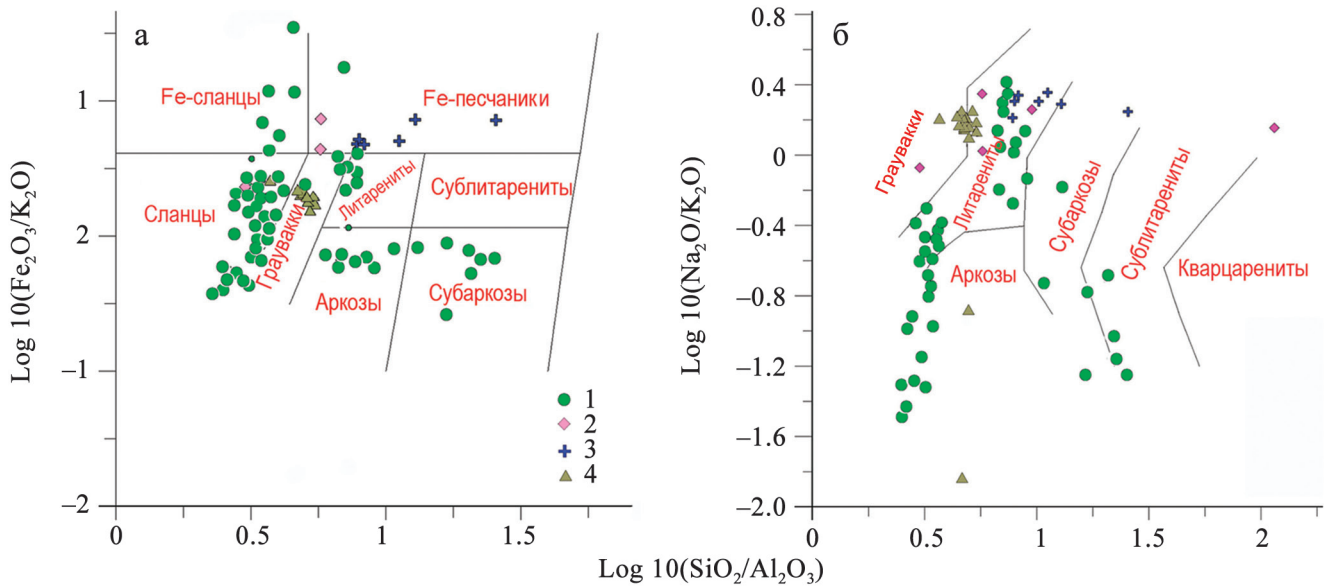 а
1
2
−1
−2
0
0.5
1
1.5
Log 10(Fe₂O₃/K₂O)
Fe-сланцы
Fe-песчаники
Сланцы
Граувакки
Литарениты
Сублитарениты
Аркозы
Субаркозы
1
2
3
4
б
0.8
0.4
0
−0.4
−0.8
−1.2
−1.6
−2.0
0
0.5
1
1.5
2
Log 10(Na₂O/K₂O)
Граувакки
Литарениты
Субаркозы
Сублитарениты
Аркозы
Кварцарениты
Log 10(SiO₂/Al₂O₃)